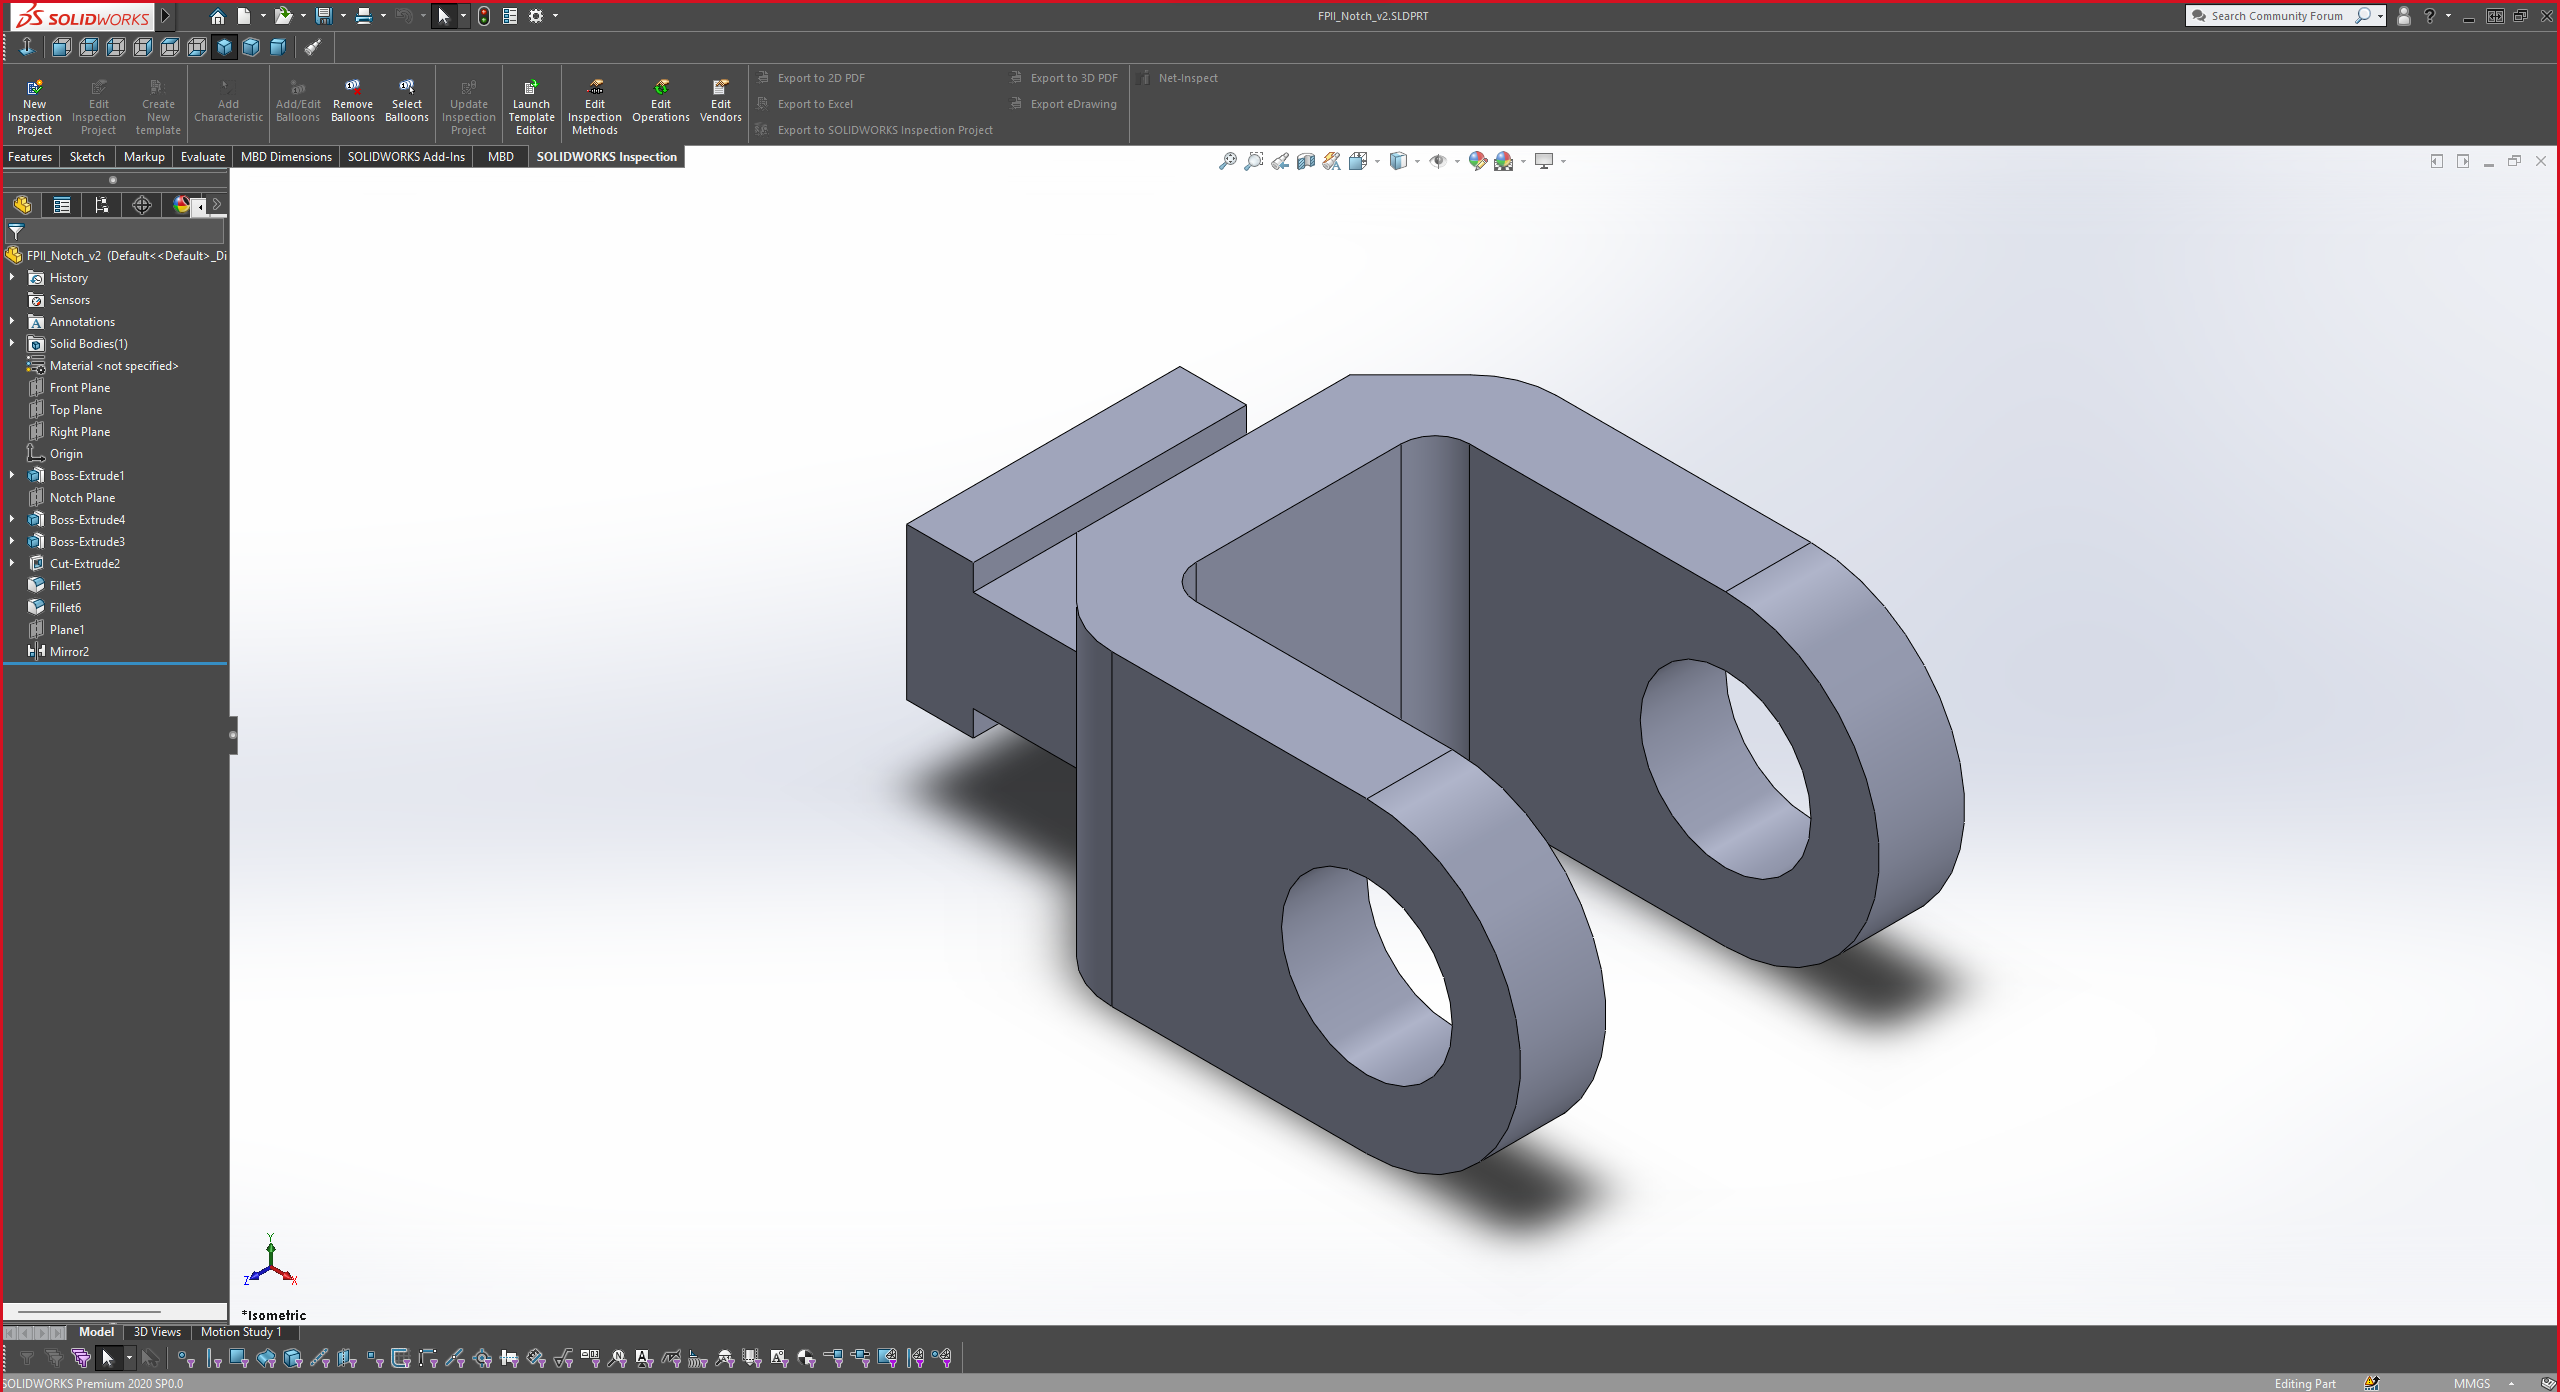 SOLIDWORKS
FPII_Notch_v2.SLDPRT
Search Community Forum
New Inspection Project
Edit Inspection Project
Create New template
Add Characteristic
Add/Edit Balloons
Remove Balloons
Select Balloons
Update Inspection Project
Launch Template Editor
Edit Inspection Methods
Edit Operations
Edit Vendors
Export to 2D PDF
Export to Excel
Export to SOLIDWORKS Inspection Project
Export to 3D PDF
Export eDrawing
Net-Inspect
Features Sketch Markup Evaluate MBD Dimensions SOLIDWORKS Add-Ins MBD SOLIDWORKS Inspection
FPII_Notch_v2 (Default<<Default>_Di
History
Sensors
Annotations
Solid Bodies(1)
Material <not specified>
Front Plane
Top Plane
Right Plane
Origin
Boss-Extrude1
Notch Plane
Boss-Extrude4
Boss-Extrude3
Cut-Extrude2
Fillet5
Fillet6
Plane1
Mirror2
Y
Z X
*Isometric
Model 3D Views Motion Study 1
SOLIDWORKS Premium 2020 SP0.0
Editing Part
MMGS